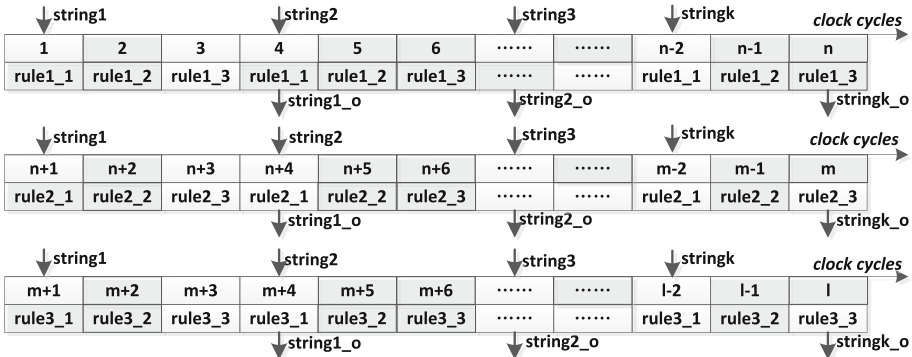 string1 string2 string3 stringk clock cycles
1 2 3 4 5 6 ...... ...... n-2 n-1 n
rule1_1 rule1_2 rule1_3 rule1_1 rule1_2 rule1_3 ...... ...... rule1_1 rule1_2 rule1_3
string1_o string2_o stringk_o
string1 string2 string3 stringk clock cycles
n+1 n+2 n+3 n+4 n+5 n+6 ...... ...... m-2 m-1 m
rule2_1 rule2_2 rule2_3 rule2_1 rule2_2 rule2_3 ...... ...... rule2_1 rule2_2 rule2_3
string1_o string2_o stringk_o
string1 string2 string3 stringk clock cycles
m+1 m+2 m+3 m+4 m+5 m+6 ...... ...... l-2 l-1 l
rule3_1 rule3_2 rule3_3 rule3_1 rule3_2 rule3_3 ...... ...... rule3_1 rule3_2 rule3_3
string1_o string2_o stringk_o